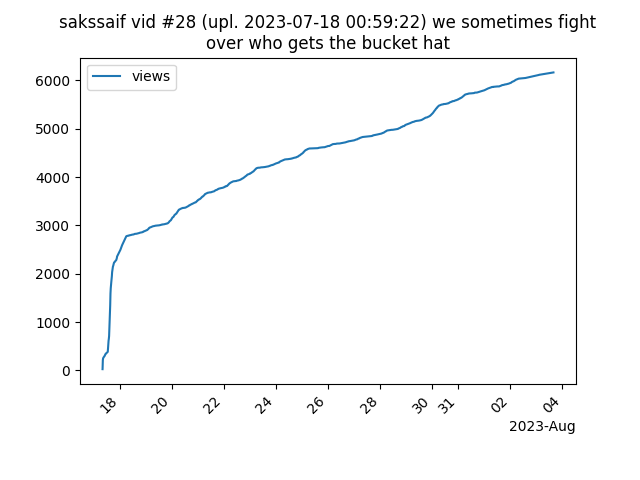 sakssaif vid #28 (upl. 2023-07-18 00:59:22) we sometimes fight
over who gets the bucket hat
views
6000
5000
4000
3000
2000
1000
0
18 20 22 24 26 28 30 31 02 04
2023-Aug